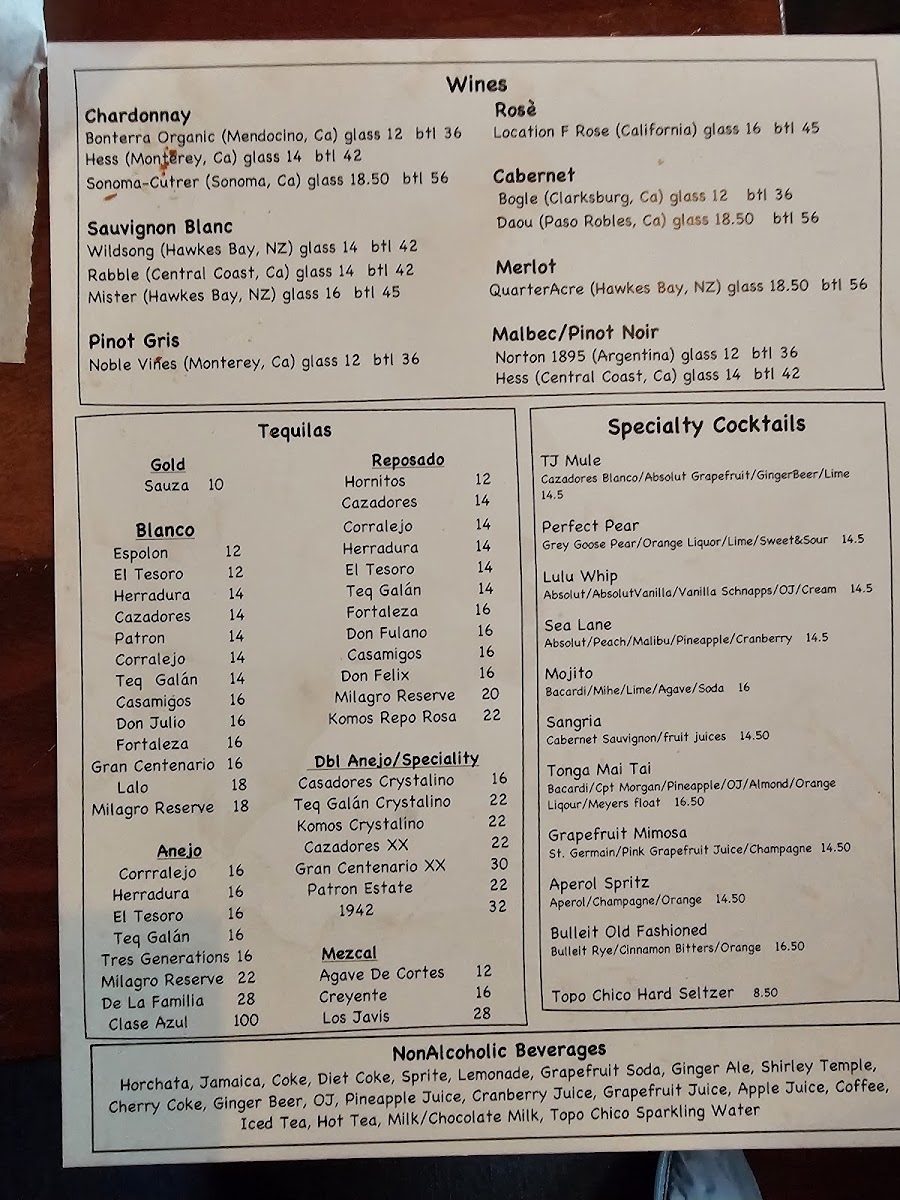 Wines
Chardonnay
Bonterra Organic (Mendocino, Ca) glass 12 btl 36
Hess (Monterey, Ca) glass 14 btl 42
Sonoma-Cutrer (Sonoma, Ca) glass 18.50 btl 56
Sauvignon Blanc
Wildsong (Hawkes Bay, NZ) glass 14 btl 42
Rabble (Central Coast, Ca) glass 14 btl 42
Mister (Hawkes Bay, NZ) glass 16 btl 45
Pinot Gris
Noble Vines (Monterey, Ca) glass 12 btl 36
Rosè
Location F Rose (California) glass 16 btl 45
Cabernet
Bogle (Clarksburg, Ca) glass 12 btl 36
Daou (Paso Robles, Ca) glass 18.50 btl 56
Merlot
QuarterAcre (Hawkes Bay, NZ) glass 18.50 btl 56
Malbec/Pinot Noir
Norton 1895 (Argentina) glass 12 btl 36
Hess (Central Coast, Ca) glass 14 btl 42
Tequilas
Gold
Sauza 10
Blanco
Espolon 12
El Tesoro 12
Herradura 14
Cazadores 14
Patron 14
Corralejo 14
Teq Galán 14
Casamigos 16
Don Julio 16
Fortaleza 16
Gran Centenario 16
Lalo 18
Milagro Reserve 18
Anejo
Corrralejo 16
Herradura 16
El Tesoro 16
Teq Galán 16
Tres Generations 16
Milagro Reserve 22
De La Familia 28
Clase Azul 100
Reposado
Hornitos 12
Cazadores 14
Corralejo 14
Herradura 14
El Tesoro 14
Teq Galán 14
Fortaleza 16
Don Fulano 16
Casamigos 16
Don Felix 16
Milagro Reserve 20
Komos Repo Rosa 22
Dbl Anejo/Speciality
Casadores Crystalino 16
Teq Galán Crystalino 22
Komos Crystalino 22
Cazadores XX 22
Gran Centenario XX 30
Patron Estate 22
1942 32
Mezcal
Agave De Cortes 12
Creyente 16
Los Javis 28
Specialty Cocktails
TJ Mule
Cazadores Blanco/Absolut Grapefruit/GingerBeer/Lime
14.5
Perfect Pear
Grey Goose Pear/Orange Liquor/Lime/Sweet&Sour 14.5
Lulu Whip
Absolut/AbsolutVanilla/Vanilla Schnapps/OJ/Cream 14.5
Sea Lane
Absolut/Peach/Malibu/Pineapple/Cranberry 14.5
Mojito
Bacardi/Mihe/Lime/Agave/Soda 16
Sangria
Cabernet Sauvignon/fruit juices 14.50
Tonga Mai Tai
Bacardi/Cpt Morgan/Pineapple/OJ/Almond/Orange
Liqour/Meyers float 16.50
Grapefruit Mimosa
St. Germain/Pink Grapefruit Juice/Champagne 14.50
Aperol Spritz
Aperol/Champagne/Orange 14.50
Bulleit Old Fashioned
Bulleit Rye/Cinnamon Bitters/Orange 16.50
Topo Chico Hard Seltzer 8.50
NonAlcoholic Beverages
Horchata, Jamaica, Coke, Diet Coke, Sprite, Lemonade, Grapefruit Soda, Ginger Ale, Shirley Temple,
Cherry Coke, Ginger Beer, OJ, Pineapple Juice, Cranberry Juice, Grapefruit Juice, Apple Juice, Coffee,
Iced Tea, Hot Tea, Milk/Chocolate Milk, Topo Chico Sparkling Water